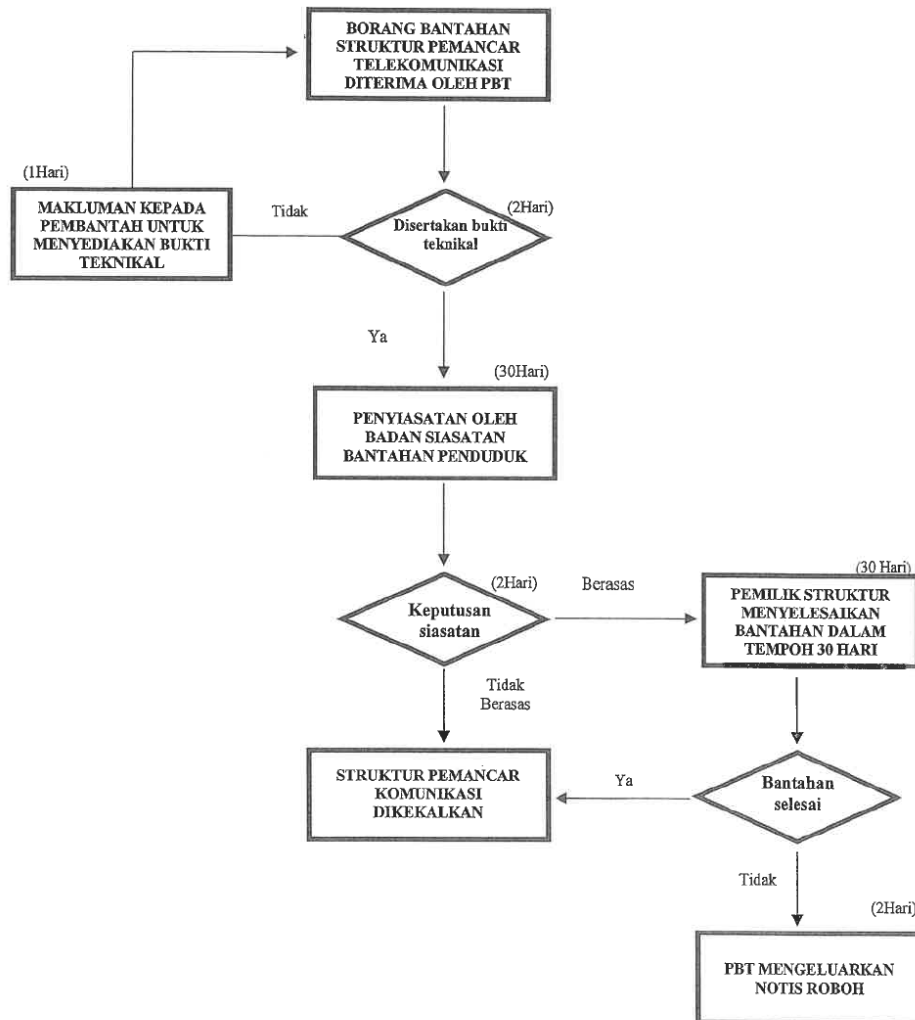 BORANG BANTAHAN
STRUKTUR PEMANCAR
TELEKOMUNIKASI
DITERIMA OLEH PBT
(1Hari)
MAKLUMAN KEPADA
PEMBANTAH UNTUK
MENYEDIAKAN BUKTI
TEKNIKAL
Tidak
(2Hari)
Disertakan bukti
teknikal
Ya
(30Hari)
PENYIASATAN OLEH
BADAN SIASATAN
BANTAHAN PENDUDUK
(2Hari)
Keputusan
siasatan
Berasas
(30 Hari)
PEMILIK STRUKTUR
MENYELESAIKAN
BANTAHAN DALAM
TEMPOH 30 HARI
Tidak
Berasas
STRUKTUR PEMANCAR
KOMUNIKASI
DIKEKALKAN
Ya
Bantahan
selesai
Tidak
(2Hari)
PBT MENGELUARKAN
NOTIS ROBOH